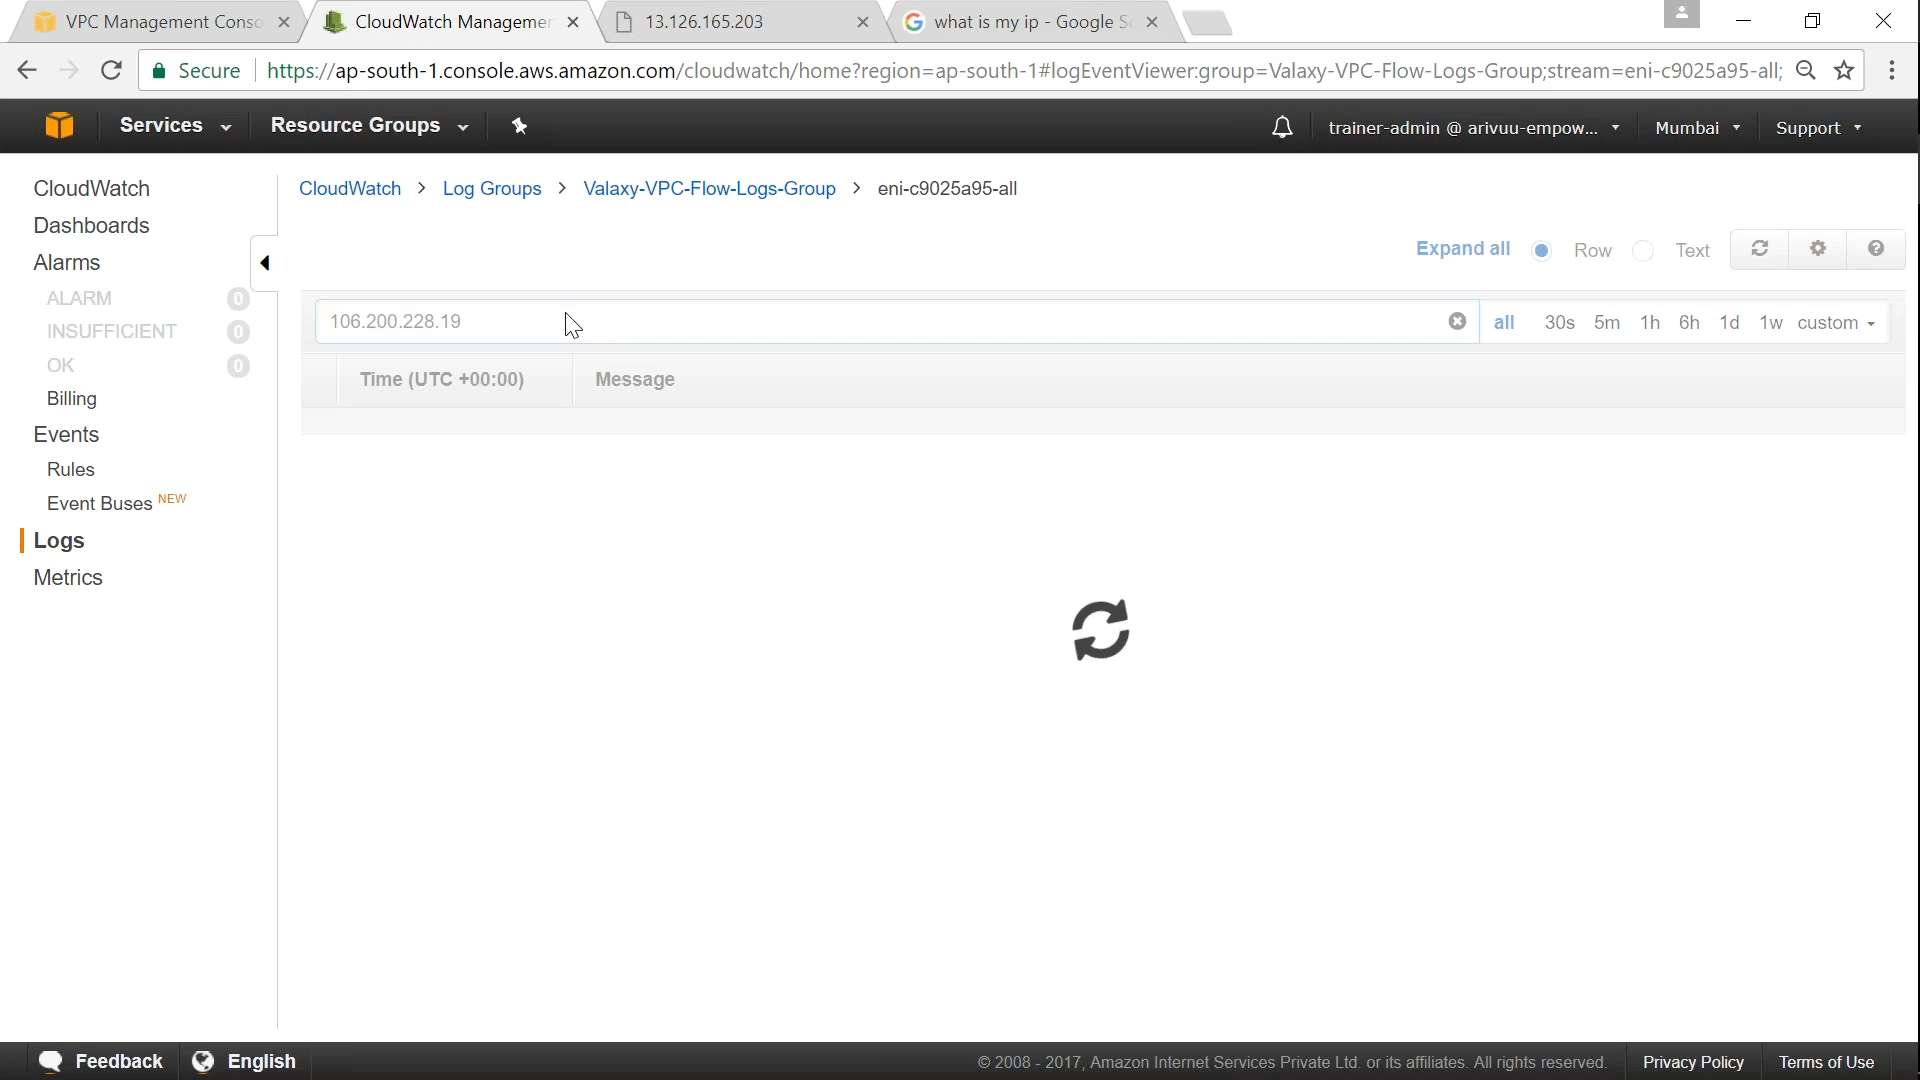 VPC Management Conso
CloudWatch Managemen
13.126.165.203
what is my ip - Google S
Secure
https://ap-south-1.console.aws.amazon.com/cloudwatch/home?region=ap-south-1#logEventViewer:group=Valaxy-VPC-Flow-Logs-Group;stream=eni-c9025a95-all;
Services
Resource Groups
trainer-admin @ arivuu-empow...
Mumbai
Support
CloudWatch
Dashboards
Alarms
ALARM 0
INSUFFICIENT 0
OK 0
Billing
Events
Rules
Event Buses NEW
Logs
Metrics
CloudWatch > Log Groups > Valaxy-VPC-Flow-Logs-Group > eni-c9025a95-all
Expand all Row Text
106.200.228.19
all 30s 5m 1h 6h 1d 1w custom
Time (UTC +00:00) Message
Feedback
English
© 2008 - 2017, Amazon Internet Services Private Ltd. or its affiliates. All rights reserved.
Privacy Policy
Terms of Use